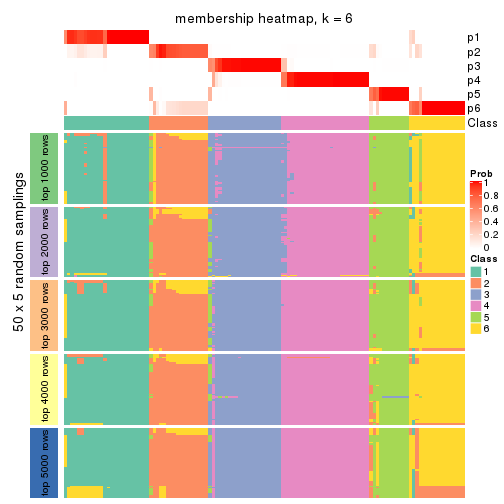 membership heatmap, k = 6
p1
p2
p3
p4
p5
p6
Class
50 x 5 random samplings
top 1000 rows
top 2000 rows
top 3000 rows
top 4000 rows
top 5000 rows
Prob
1
0.8
0.6
0.4
0.2
0
Class
1
2
3
4
5
6